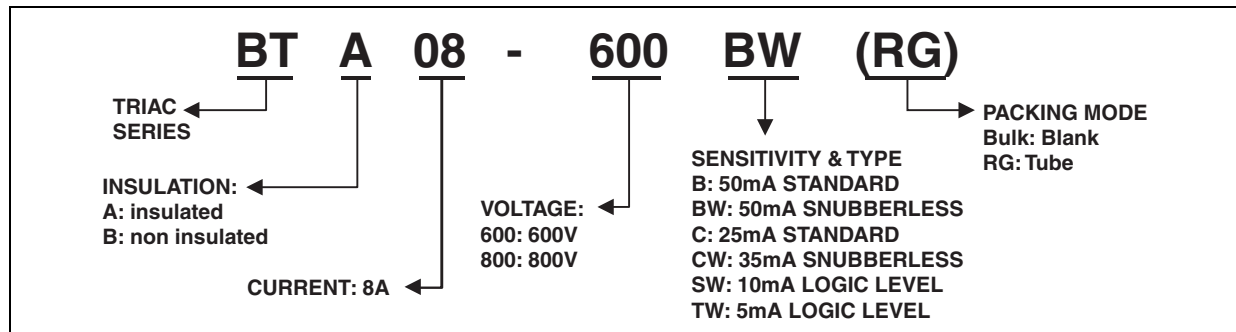 BT A 08 - 600 BW (RG)
TRIAC
SERIES
INSULATION:
A: insulated
B: non insulated
CURRENT: 8A
VOLTAGE:
600: 600V
800: 800V
SENSITIVITY & TYPE
B: 50mA STANDARD
BW: 50mA SNUBBERLESS
C: 25mA STANDARD
CW: 35mA SNUBBERLESS
SW: 10mA LOGIC LEVEL
TW: 5mA LOGIC LEVEL
PACKING MODE
Bulk: Blank
RG: Tube